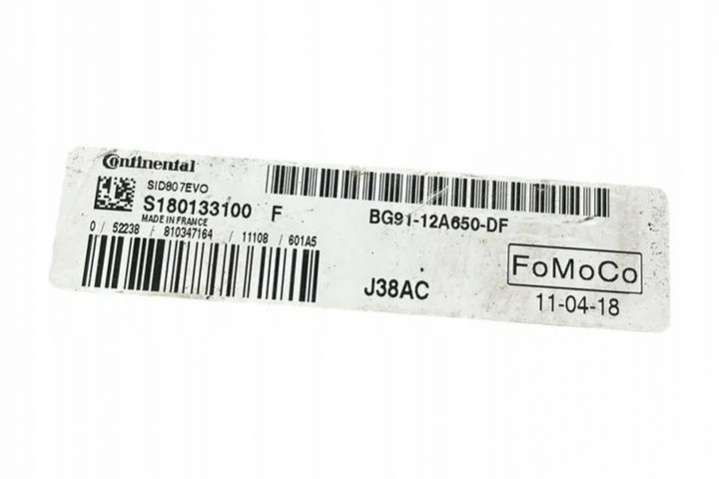 Continental
SID807EVO
S180133100 F
MADE IN FRANCE
0 / 52238 / 810347164 / 11108 / 601A5
BG91-12A650-DF
J38AC
FoMoCo
11-04-18